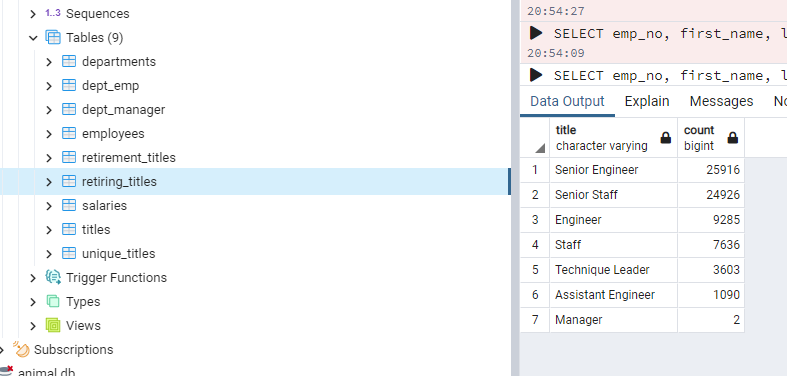 1..3 Sequences
Tables (9)
departments
dept_emp
dept_manager
employees
retirement_titles
retiring_titles
salaries
titles
unique_titles
Trigger Functions
Types
Views
Subscriptions
animal_db
20:54:27
SELECT emp_no, first_name, l
20:54:09
SELECT emp_no, first_name, l
Data Output Explain Messages No
title count
character varying bigint
1 Senior Engineer 25916
2 Senior Staff 24926
3 Engineer 9285
4 Staff 7636
5 Technique Leader 3603
6 Assistant Engineer 1090
7 Manager 2